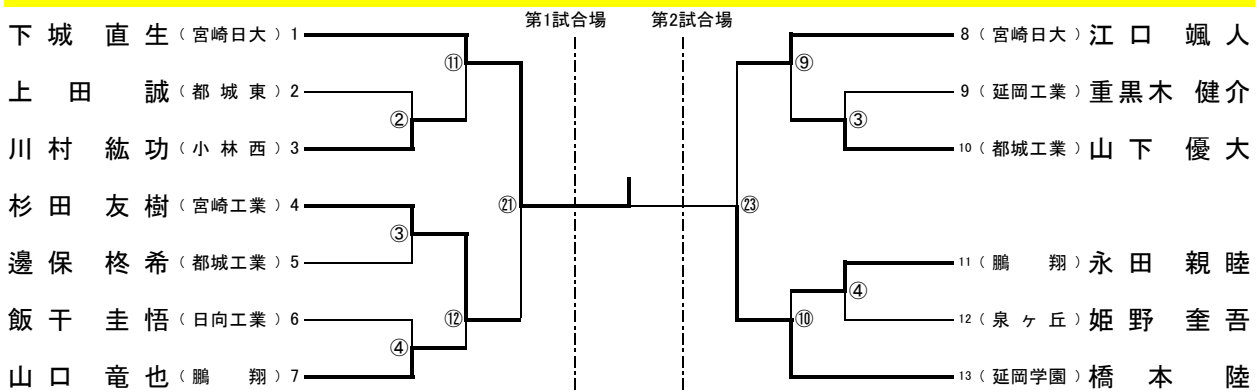 第1試合場 第2試合場
下城 直生(宮崎日大)1
⑪
上田 誠(都城東)2
②
川村 紘功(小林西)3
㉑
杉田 友樹(宮崎工業)4
③
邊保 柊希(都城工業)5
⑫
飯干 圭悟(日向工業)6
④
山口 竜也(鵬翔)7
8(宮崎日大)江口 颯人
⑨
9(延岡工業)重黒木 健介
③
10(都城工業)山下 優大
㉓
11(鵬翔)永田 親睦
④
12(泉ヶ丘)姫野 奎吾
⑩
13(延岡学園)橋本 陸